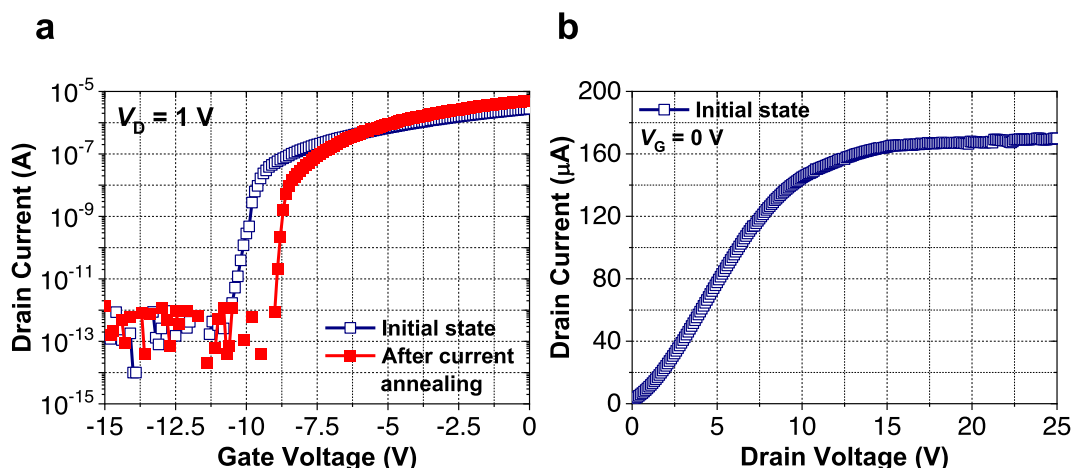 a
V_D = 1 V
Drain Current (A)
10^-5
10^-7
10^-9
10^-11
10^-13
10^-15
Initial state
After current
annealing
-15 -12.5 -10 -7.5 -5 -2.5 0
Gate Voltage (V)
b
Initial state
V_G = 0 V
Drain Current (μA)
200
160
120
80
40
0
0 5 10 15 20 25
Drain Voltage (V)